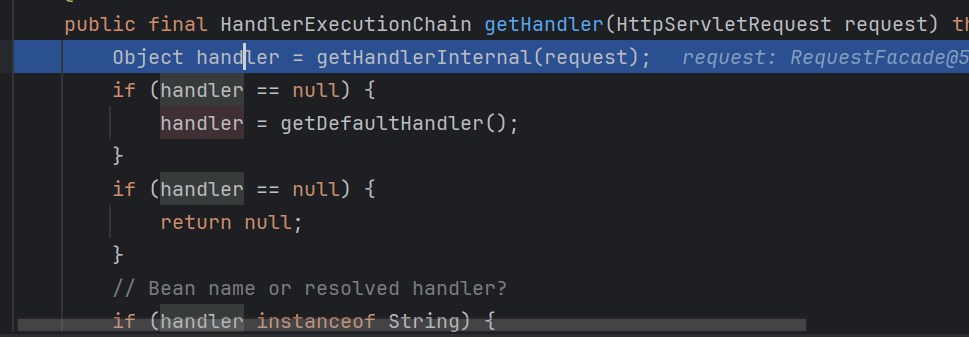 public final HandlerExecutionChain getHandler(HttpServletRequest request) th
Object handler = getHandlerInternal(request);   request: RequestFacade@5
if (handler == null) {
handler = getDefaultHandler();
}
if (handler == null) {
return null;
}
// Bean name or resolved handler?
if (handler instanceof String) {